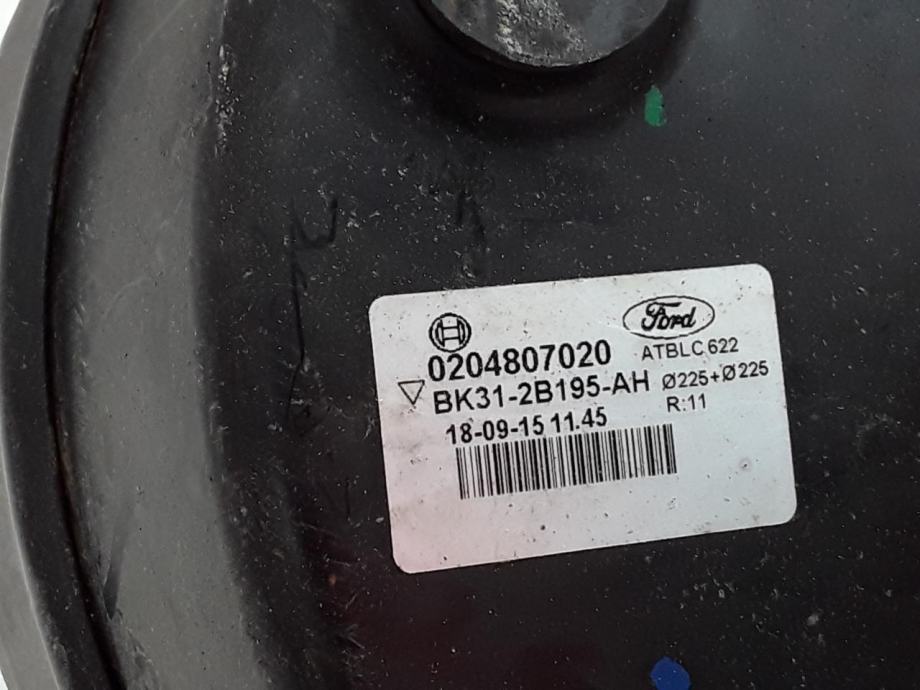 Ford
0204807020
ATBLC 622
BK31-2B195-AH
Ø225+Ø225
R:11
18-09-15 11.45